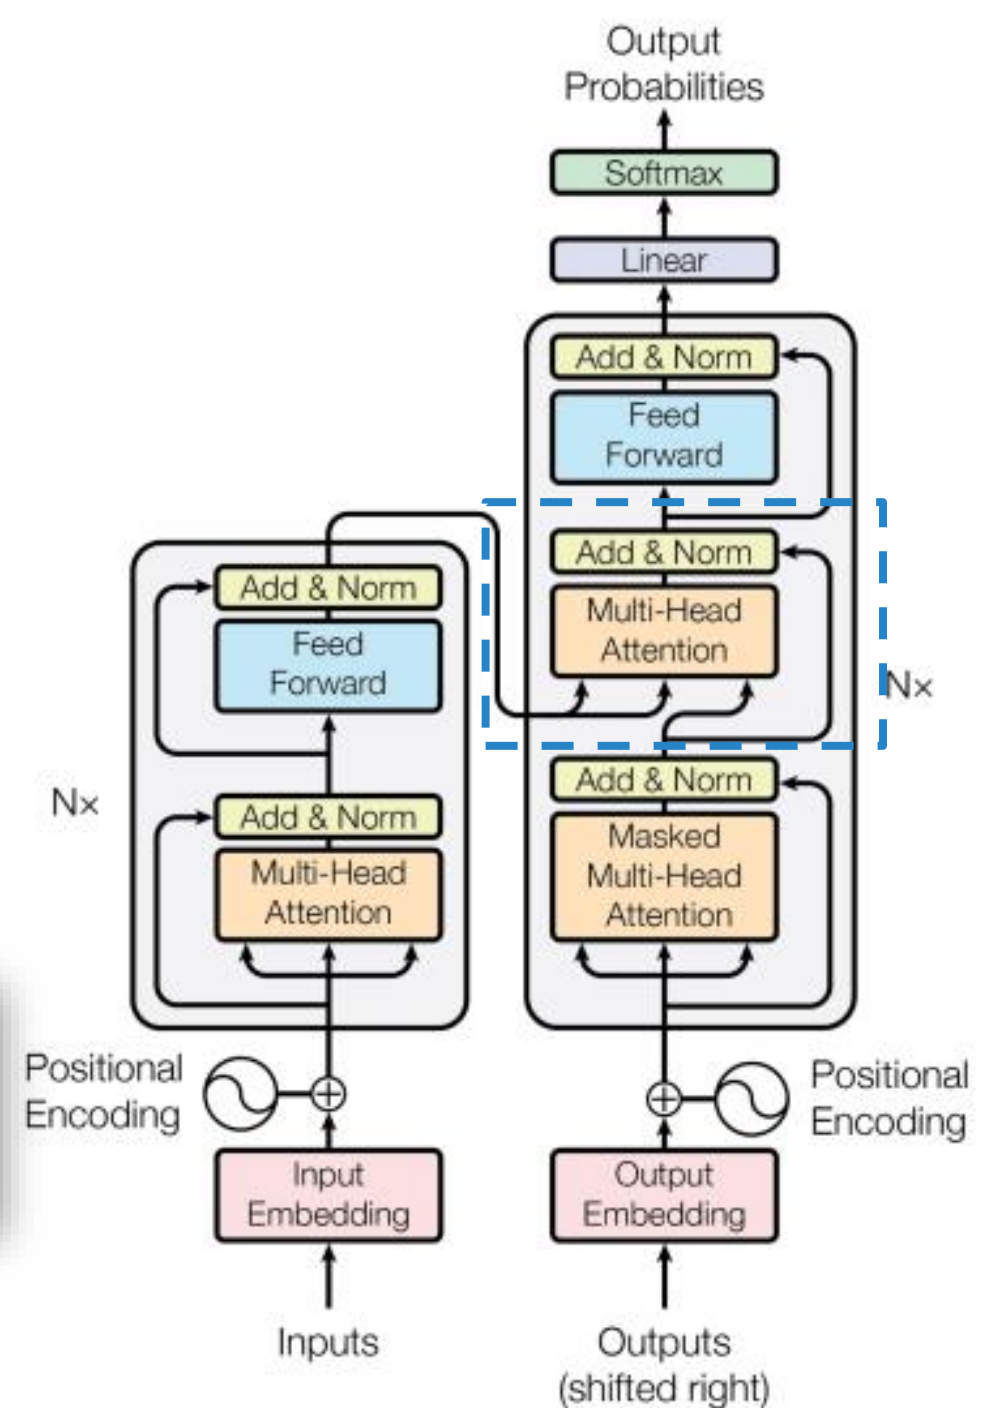 Output
Probabilities
Softmax
Linear
Add & Norm
Feed
Forward
Add & Norm
Multi-Head
Attention
Nx
Add & Norm
Masked
Multi-Head
Attention
Add & Norm
Feed
Forward
Nx
Add & Norm
Multi-Head
Attention
Positional
Encoding
Positional
Encoding
Input
Embedding
Output
Embedding
Inputs
Outputs
(shifted right)